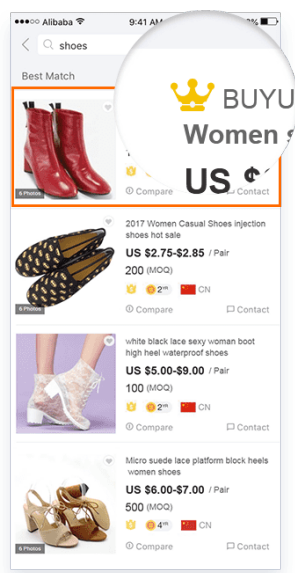 Alibaba 9:41 AM
shoes
Best Match
BUYU
Women s
US $
6 Photos
Compare
Contact
2017 Women Casual Shoes injection
shoes hot sale
US $2.75-$2.85 / Pair
200 (MOQ)
2YR CN
6 Photos
Compare Contact
white black lace sexy woman boot
high heel waterproof shoes
US $5.00-$9.00 / Pair
100 (MOQ)
2YR CN
Compare Contact
Micro suede lace platform block heels
women shoes
US $6.00-$7.00 / Pair
500 (MOQ)
4YR CN
6 Photos
Compare Contact